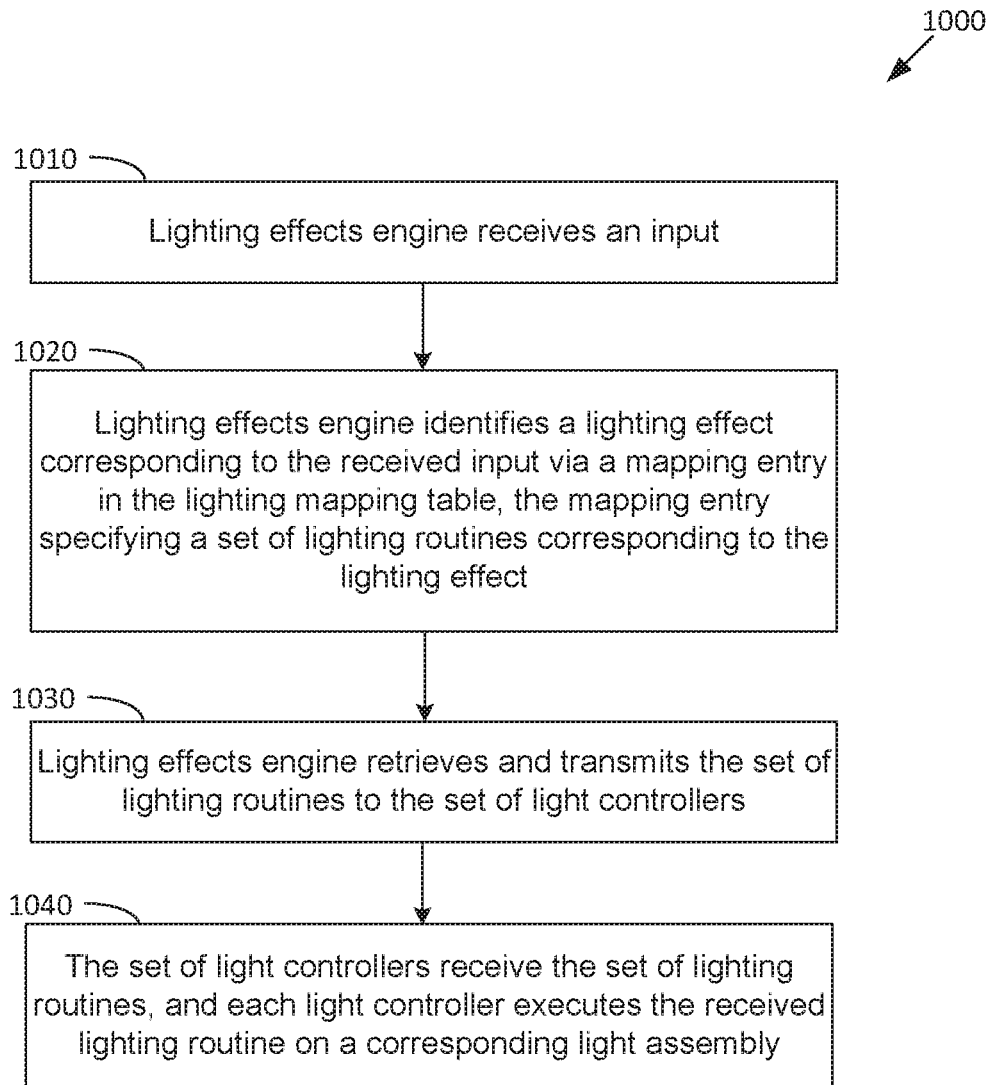 1000
1010
Lighting effects engine receives an input
1020
Lighting effects engine identifies a lighting effect
corresponding to the received input via a mapping entry
in the lighting mapping table, the mapping entry
specifying a set of lighting routines corresponding to the
lighting effect
1030
Lighting effects engine retrieves and transmits the set of
lighting routines to the set of light controllers
1040
The set of light controllers receive the set of lighting
routines, and each light controller executes the received
lighting routine on a corresponding light assembly